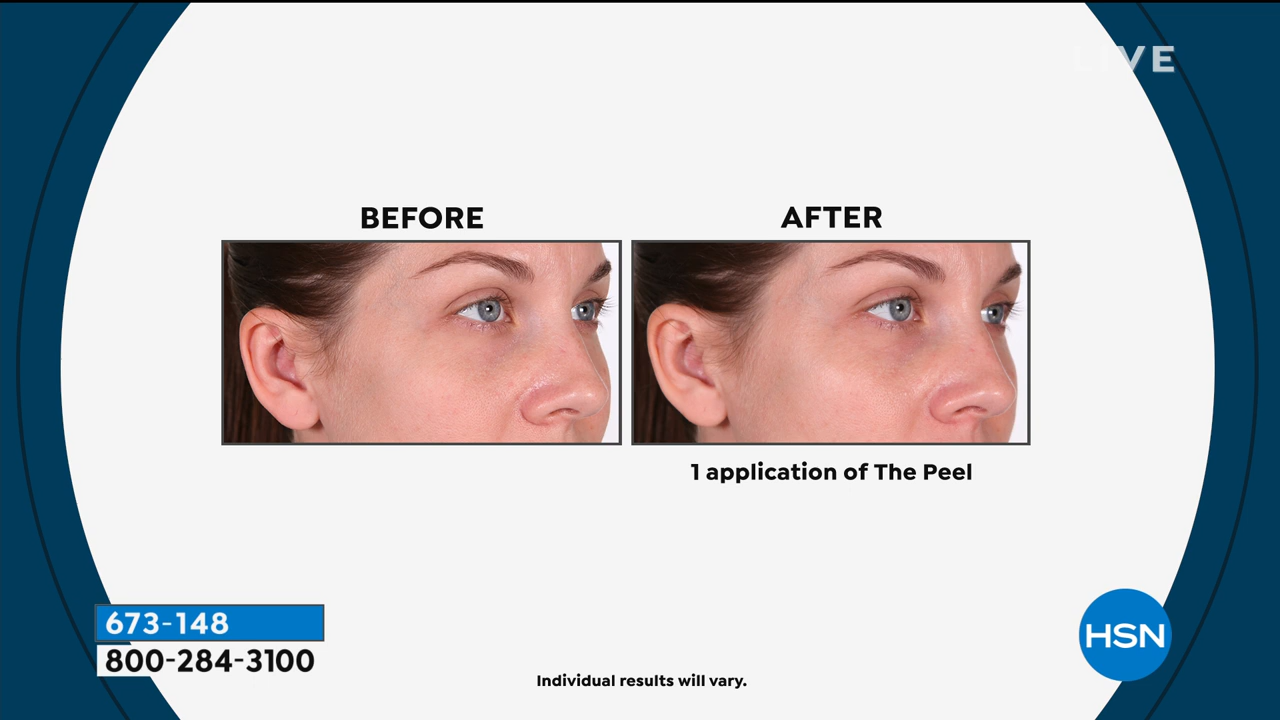 LIVE
BEFORE
AFTER
1 application of The Peel
673-148
800-284-3100
HSN
Individual results will vary.